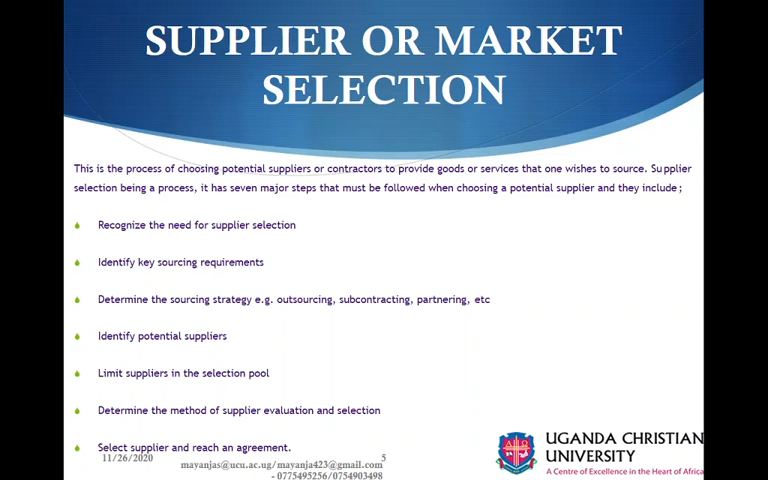 SUPPLIER OR MARKET
SELECTION
This is the process of choosing potential suppliers or contractors to provide goods or services that one wishes to source. Supplier
selection being a process, it has seven major steps that must be followed when choosing a potential supplier and they include;
Recognize the need for supplier selection
Identify key sourcing requirements
Determine the sourcing strategy e.g. outsourcing, subcontracting, partnering, etc
Identify potential suppliers
Limit suppliers in the selection pool
Determine the method of supplier evaluation and selection
Select supplier and reach an agreement.
11/26/2020
mayanjas@ucu.ac.ug/mayanja423@gmail.com
- 0775495256/0754903498
5
UGANDA CHRISTIAN
UNIVERSITY
A Centre of Excellence in the Heart of Africa